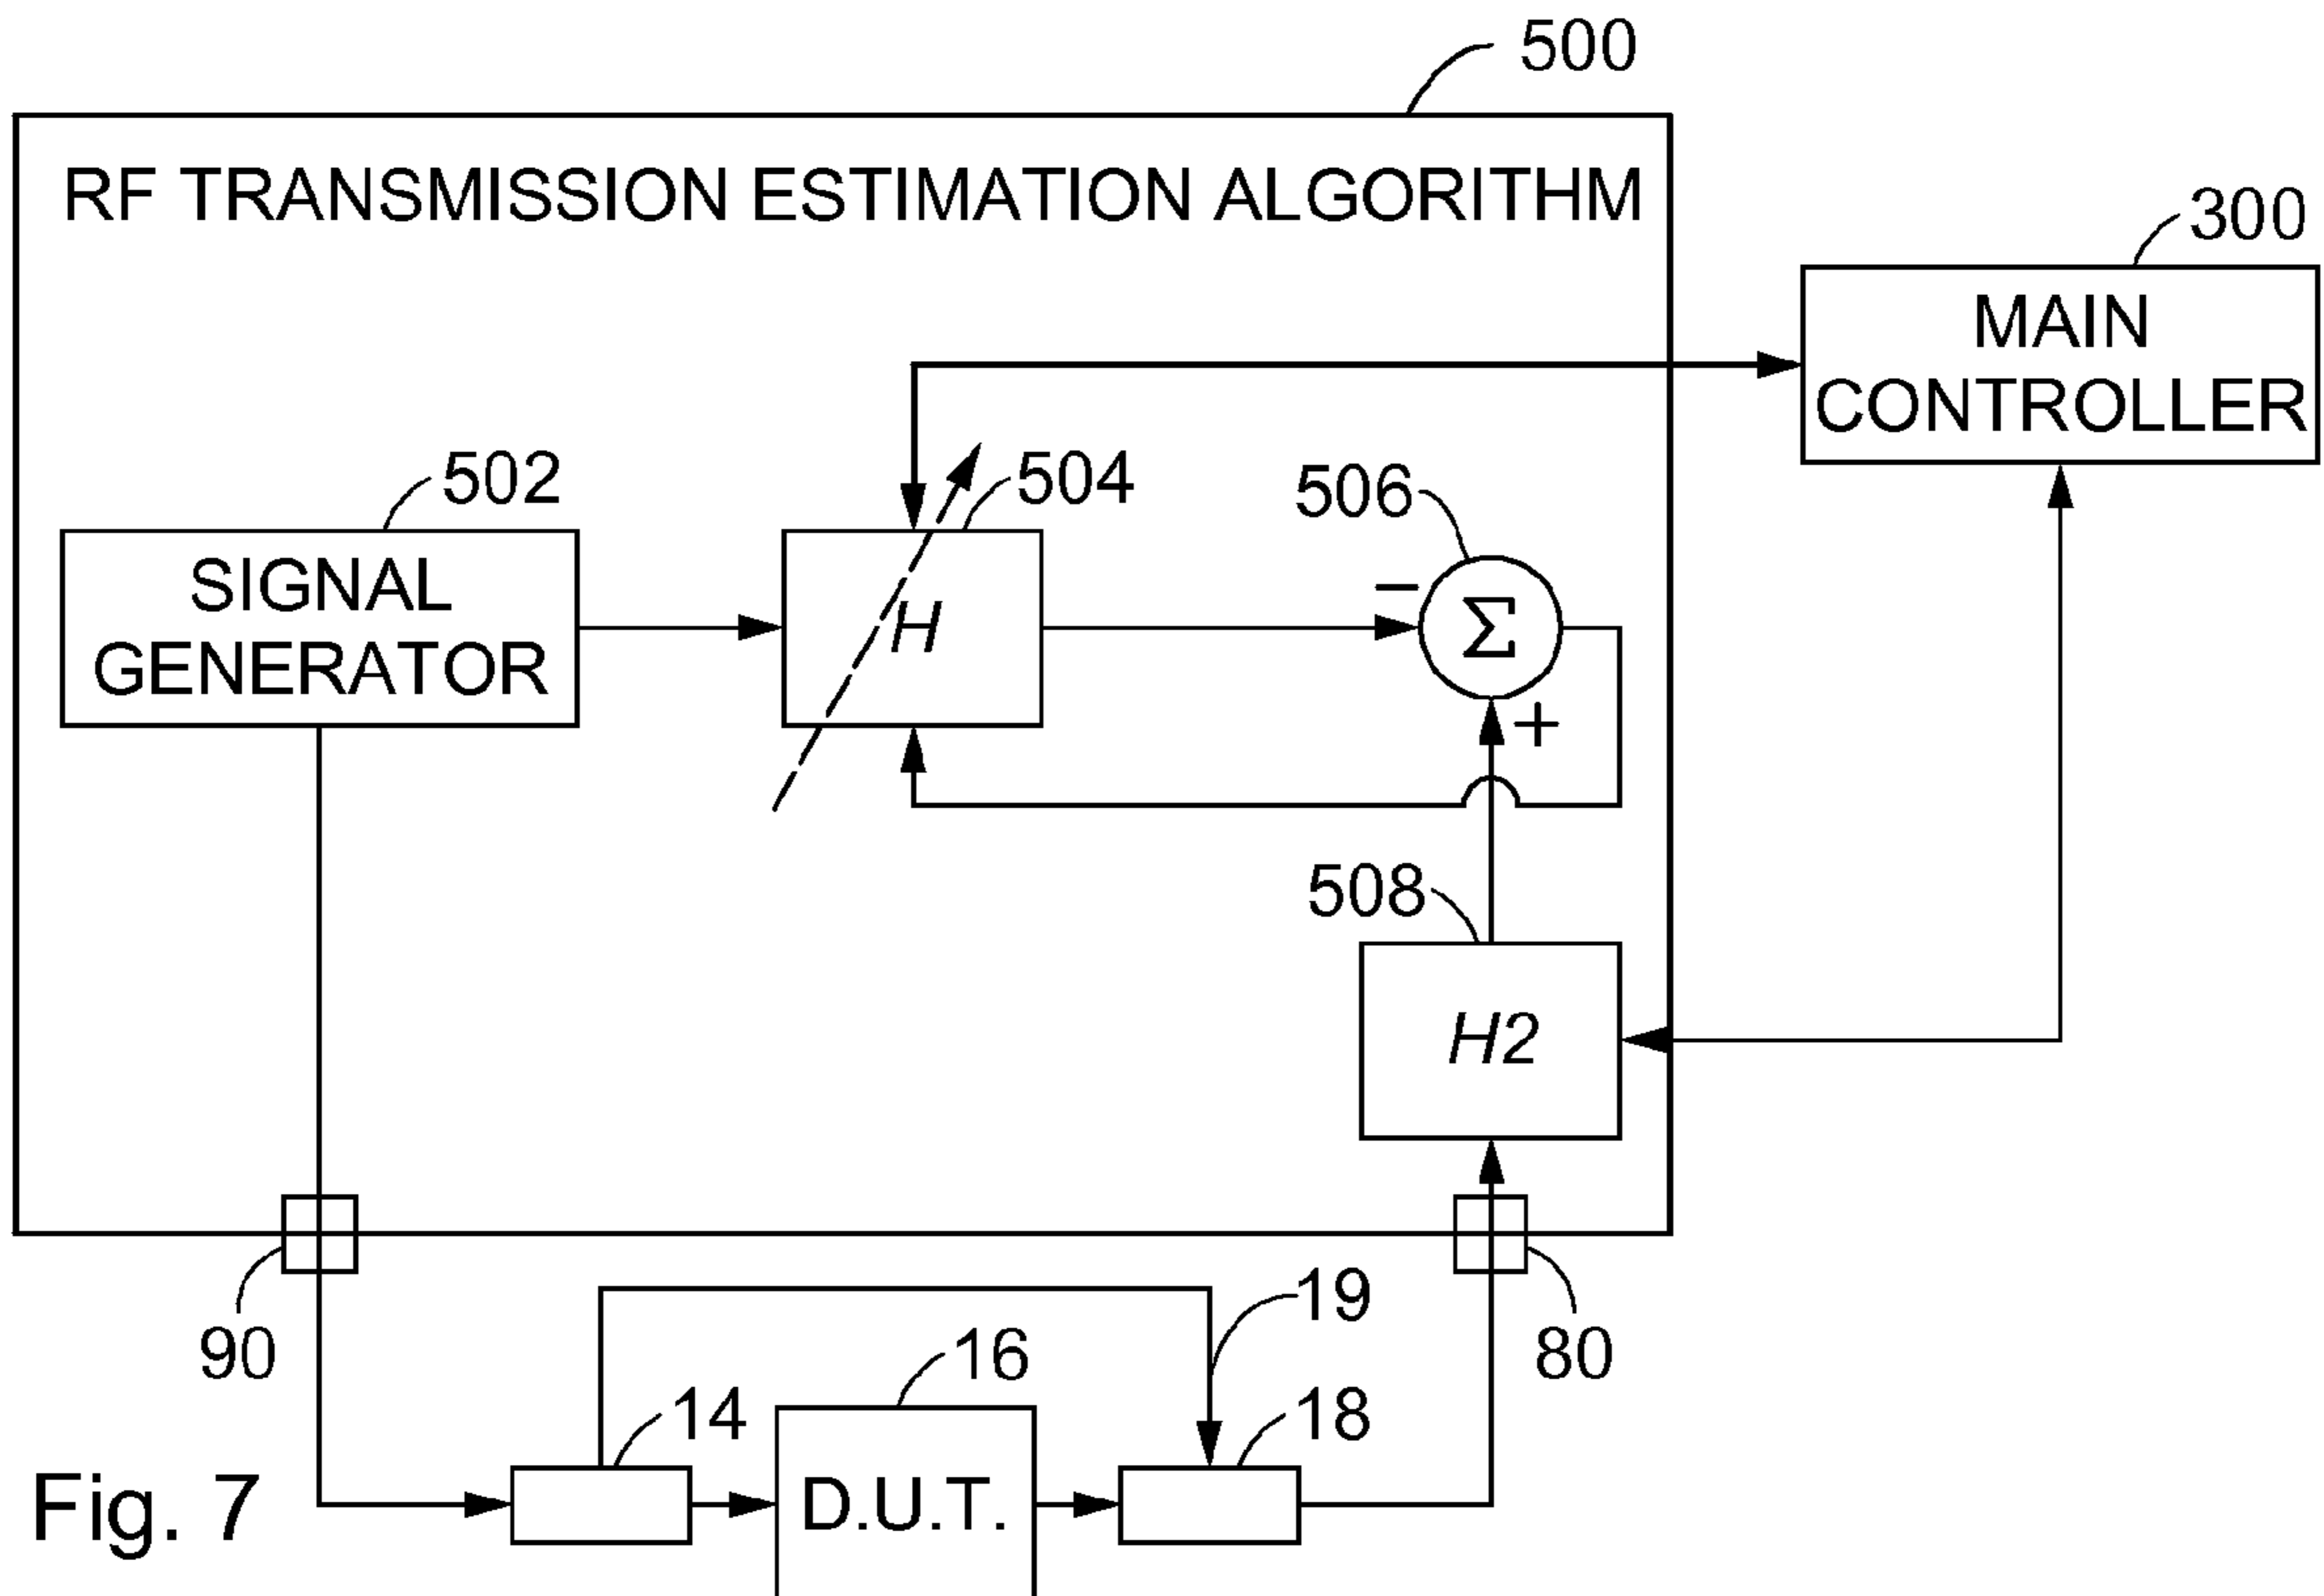 500
RF TRANSMISSION ESTIMATION ALGORITHM
300
MAIN
CONTROLLER
502
504
506
SIGNAL
GENERATOR
H
−
Σ
+
508
H2
90
80
19
16
14
18
D.U.T.
Fig. 7